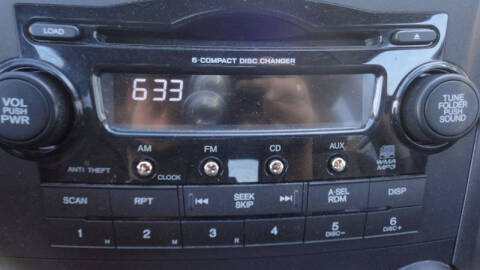 LOAD
6·COMPACT DISC CHANGER
633
VOL
PUSH
PWR
TUNE
FOLDER
PUSH
SOUND
AM
FM
CD
AUX
ANTI THEFT
CLOCK
WMA
MP3
SCAN
RPT
SEEK
SKIP
A-SEL
RDM
DISP
1 H
2 M
3 R
4
5 DISC−
6 DISC+